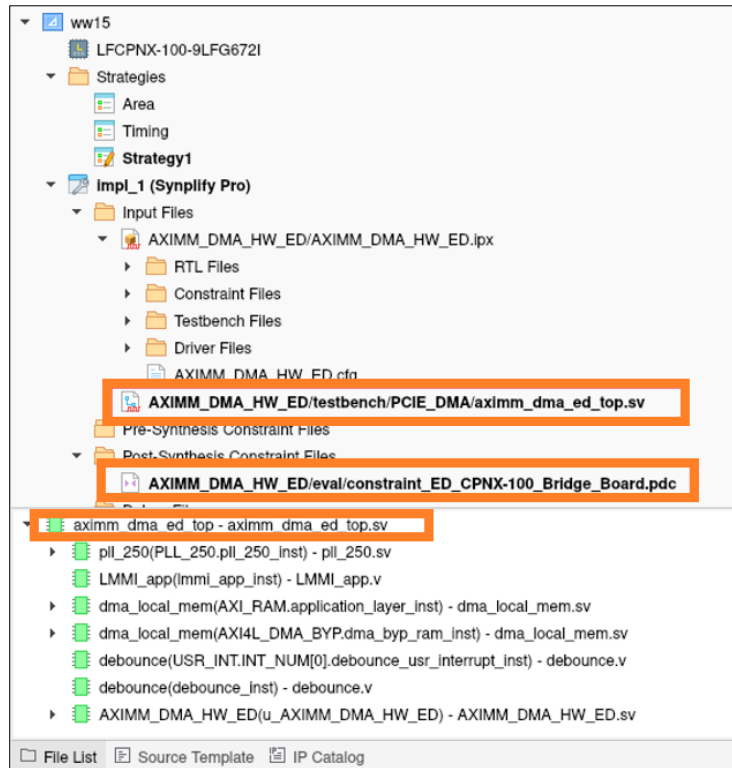 ww15
LFCPNX-100-9LFG672I
Strategies
Area
Timing
Strategy1
impl_1 (Synplify Pro)
Input Files
AXIMM_DMA_HW_ED/AXIMM_DMA_HW_ED.ipx
RTL Files
Constraint Files
Testbench Files
Driver Files
AXIMM_DMA_HW_ED.cfg
AXIMM_DMA_HW_ED/testbench/PCIE_DMA/aximm_dma_ed_top.sv
Pre-Synthesis Constraint Files
Post-Synthesis Constraint Files
AXIMM_DMA_HW_ED/eval/constraint_ED_CPNX-100_Bridge_Board.pdc
aximm_dma_ed_top - aximm_dma_ed_top.sv
pll_250(PLL_250.pll_250_inst) - pll_250.sv
LMMI_app(lmmi_app_inst) - LMMI_app.v
dma_local_mem(AXI_RAM.application_layer_inst) - dma_local_mem.sv
dma_local_mem(AXI4L_DMA_BYP.dma_byp_ram_inst) - dma_local_mem.sv
debounce(USR_INT.INT_NUM[0].debounce_usr_interrupt_inst) - debounce.v
debounce(debounce_inst) - debounce.v
AXIMM_DMA_HW_ED(u_AXIMM_DMA_HW_ED) - AXIMM_DMA_HW_ED.sv
File List Source Template IP Catalog